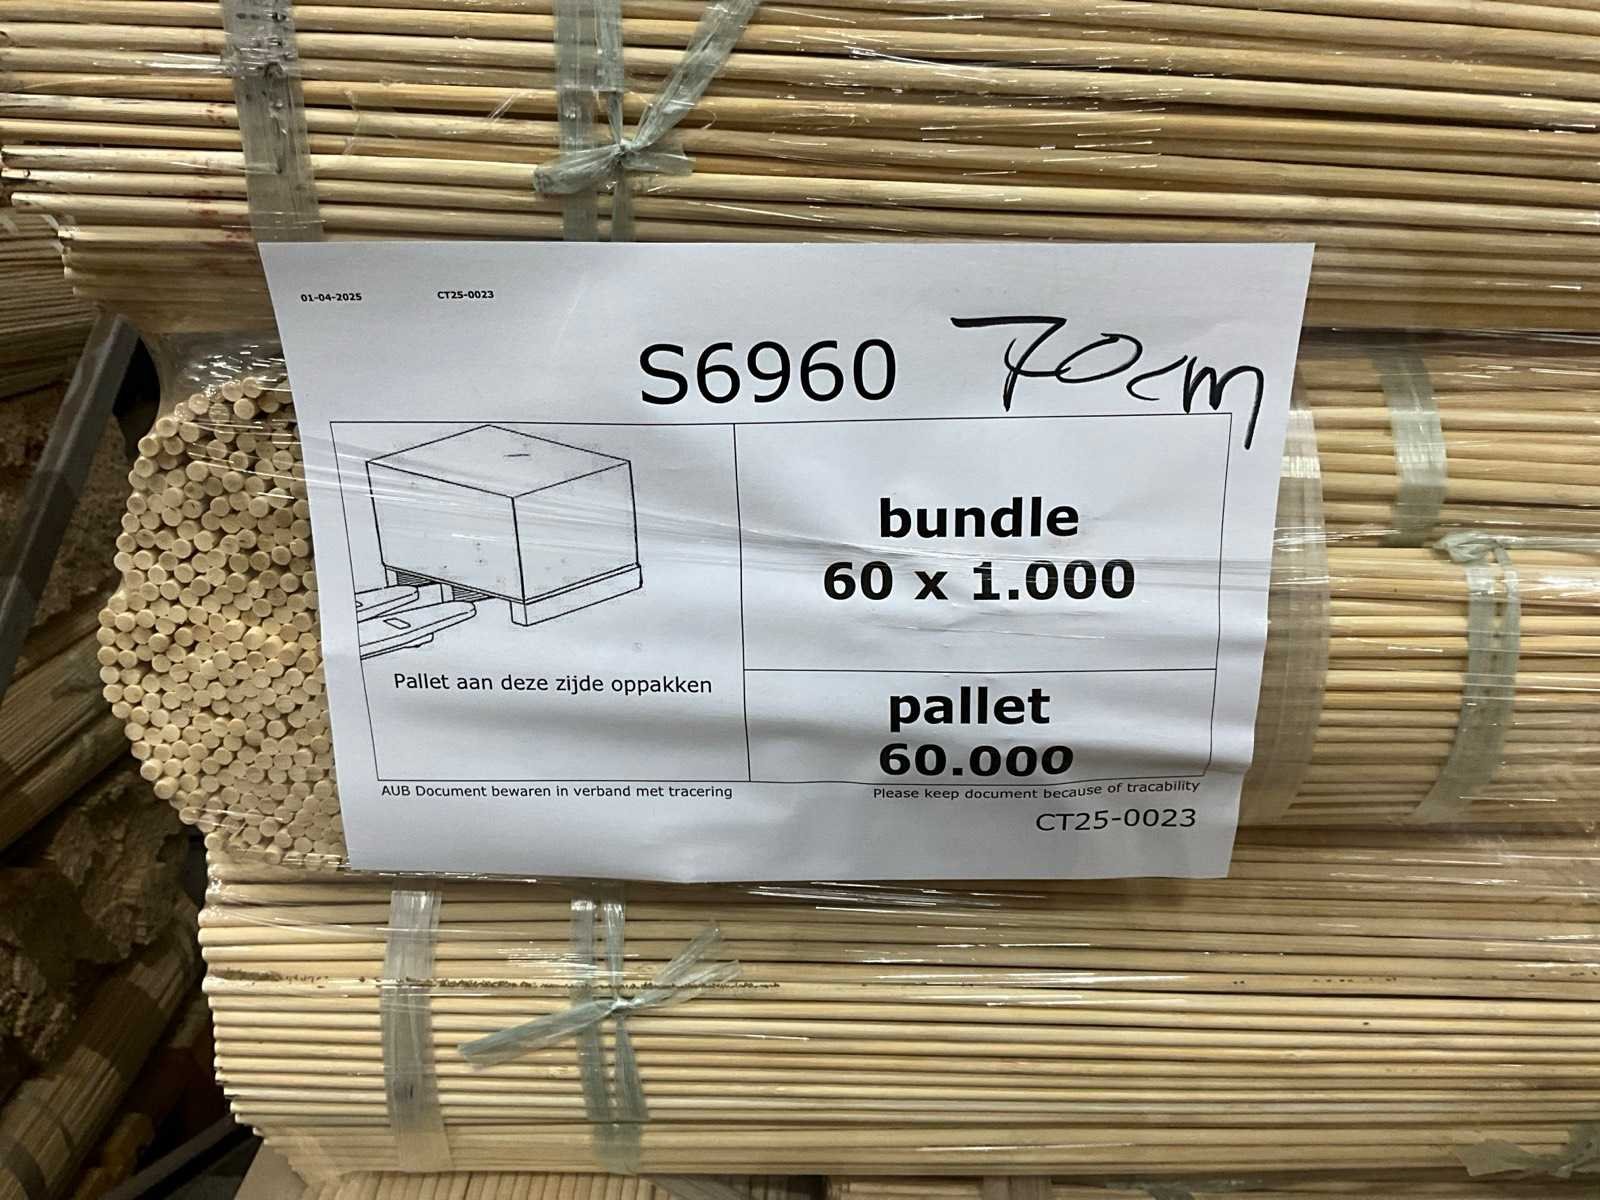 01-04-2025 CT25-0023
S6960 70cm
bundle
60 x 1.000
Pallet aan deze zijde oppakken
pallet
60.000
AUB Document bewaren in verband met tracering
Please keep document because of tracability
CT25-0023